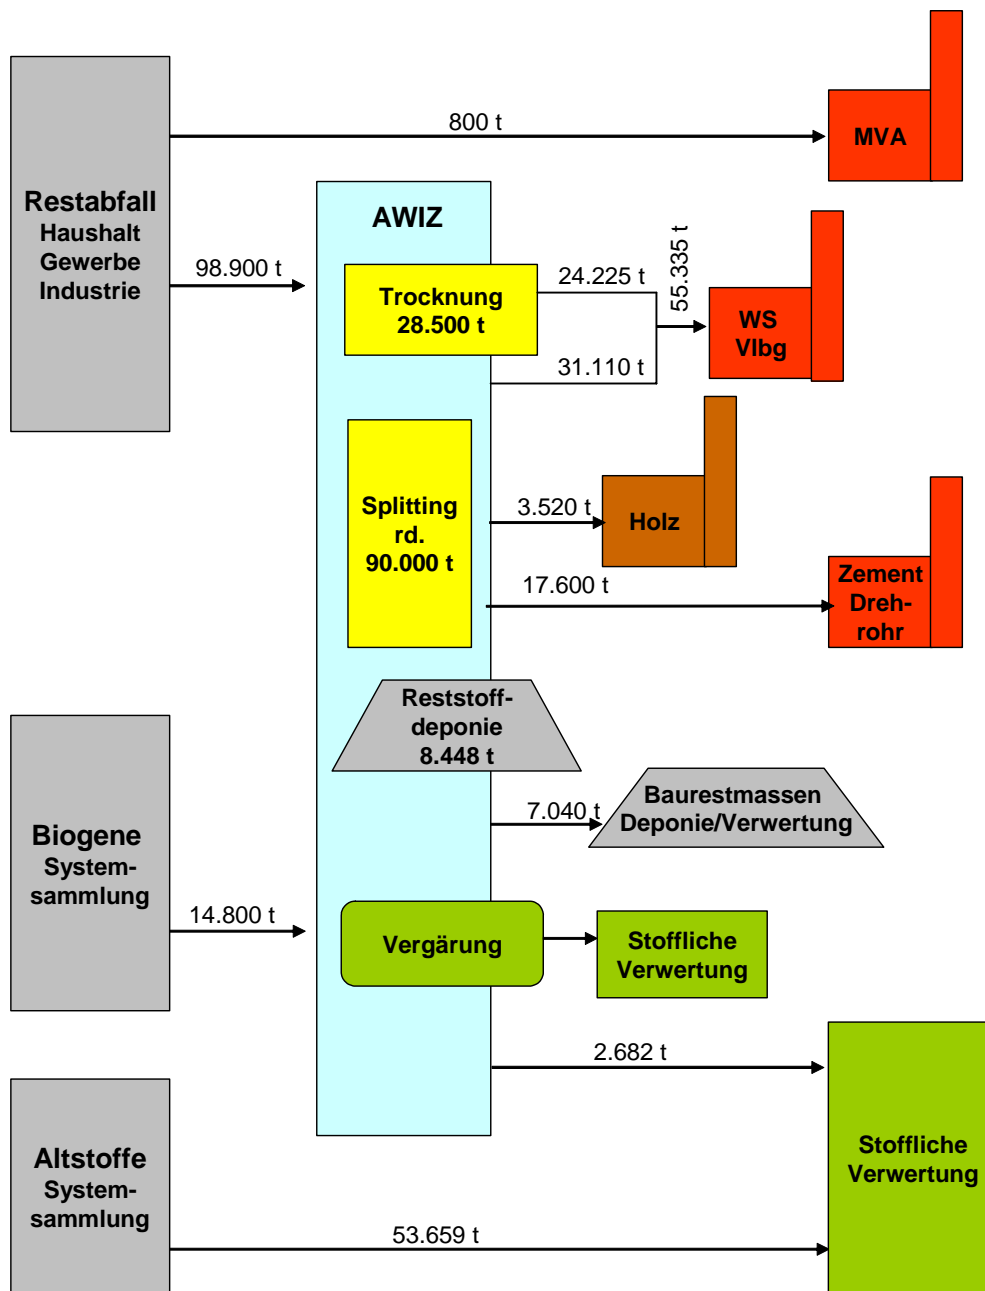 800 t
MVA
Restabfall
Haushalt
Gewerbe
Industrie
98.900 t
AWIZ
Trocknung
28.500 t
24.225 t
31.110 t
55.335 t
WS
Vlbg
Splitting
rd.
90.000 t
3.520 t
Holz
17.600 t
Zement
Dreh-
rohr
Reststoff-
deponie
8.448 t
7.040 t
Baurestmassen
Deponie/Verwertung
Biogene
System-
sammlung
14.800 t
Vergärung
Stoffliche
Verwertung
2.682 t
Altstoffe
System-
sammlung
53.659 t
Stoffliche
Verwertung